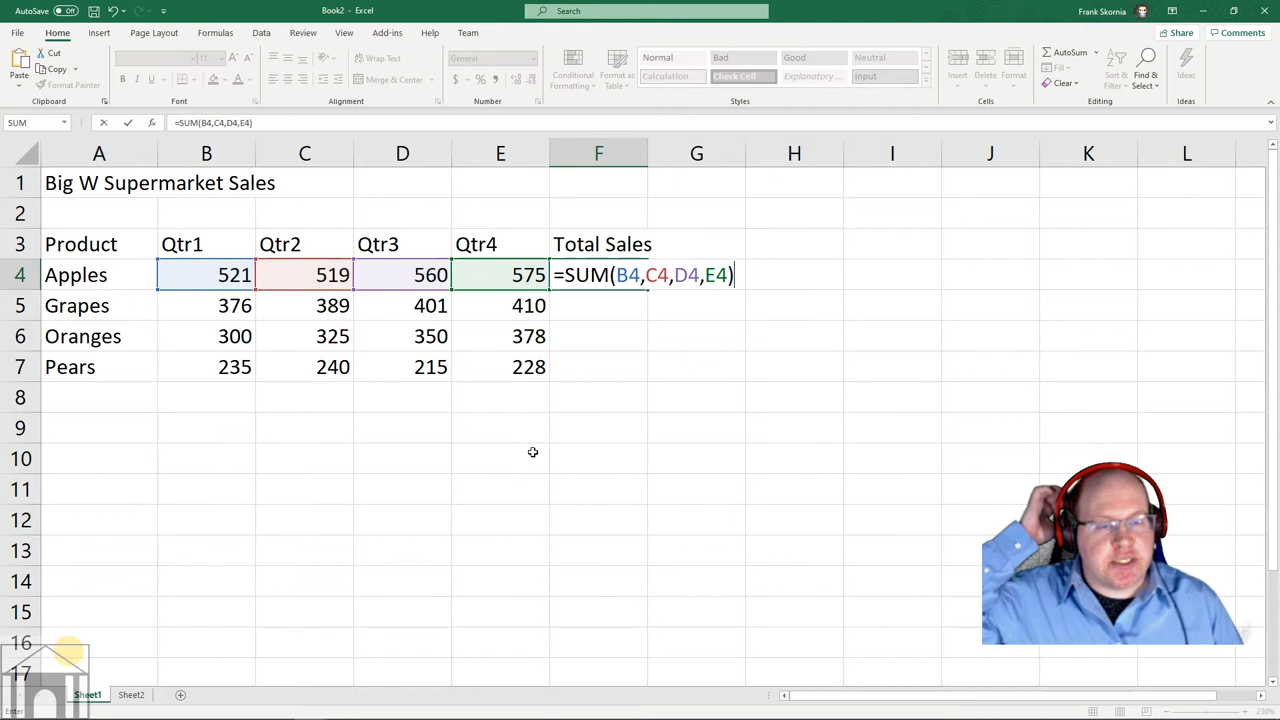 AutoSave Off Book2 - Excel Search Frank Skornia
File Home Insert Page Layout Formulas Data Review View Add-ins Help Team Share Comments
Paste Cut Copy Format Painter Clipboard
11 B I U Font
Wrap Text Merge & Center Alignment
$ % Number
Conditional Formatting Format as Table Normal Bad Good Neutral Calculation Check Cell Explanatory ... Input Styles
Insert Delete Format Cells
AutoSum Fill Clear Sort & Filter Find & Select Editing
Ideas Ideas
SUM fx =SUM(B4,C4,D4,E4)
A B C D E F G H I J K L
1 Big W Supermarket Sales
2
3 Product Qtr1 Qtr2 Qtr3 Qtr4 Total Sales
4 Apples 521 519 560 575 =SUM(B4,C4,D4,E4)
5 Grapes 376 389 401 410
6 Oranges 300 325 350 378
7 Pears 235 240 215 228
8
9
10
11
12
13
14
15
16
17
Sheet1 Sheet2
Enter 230%